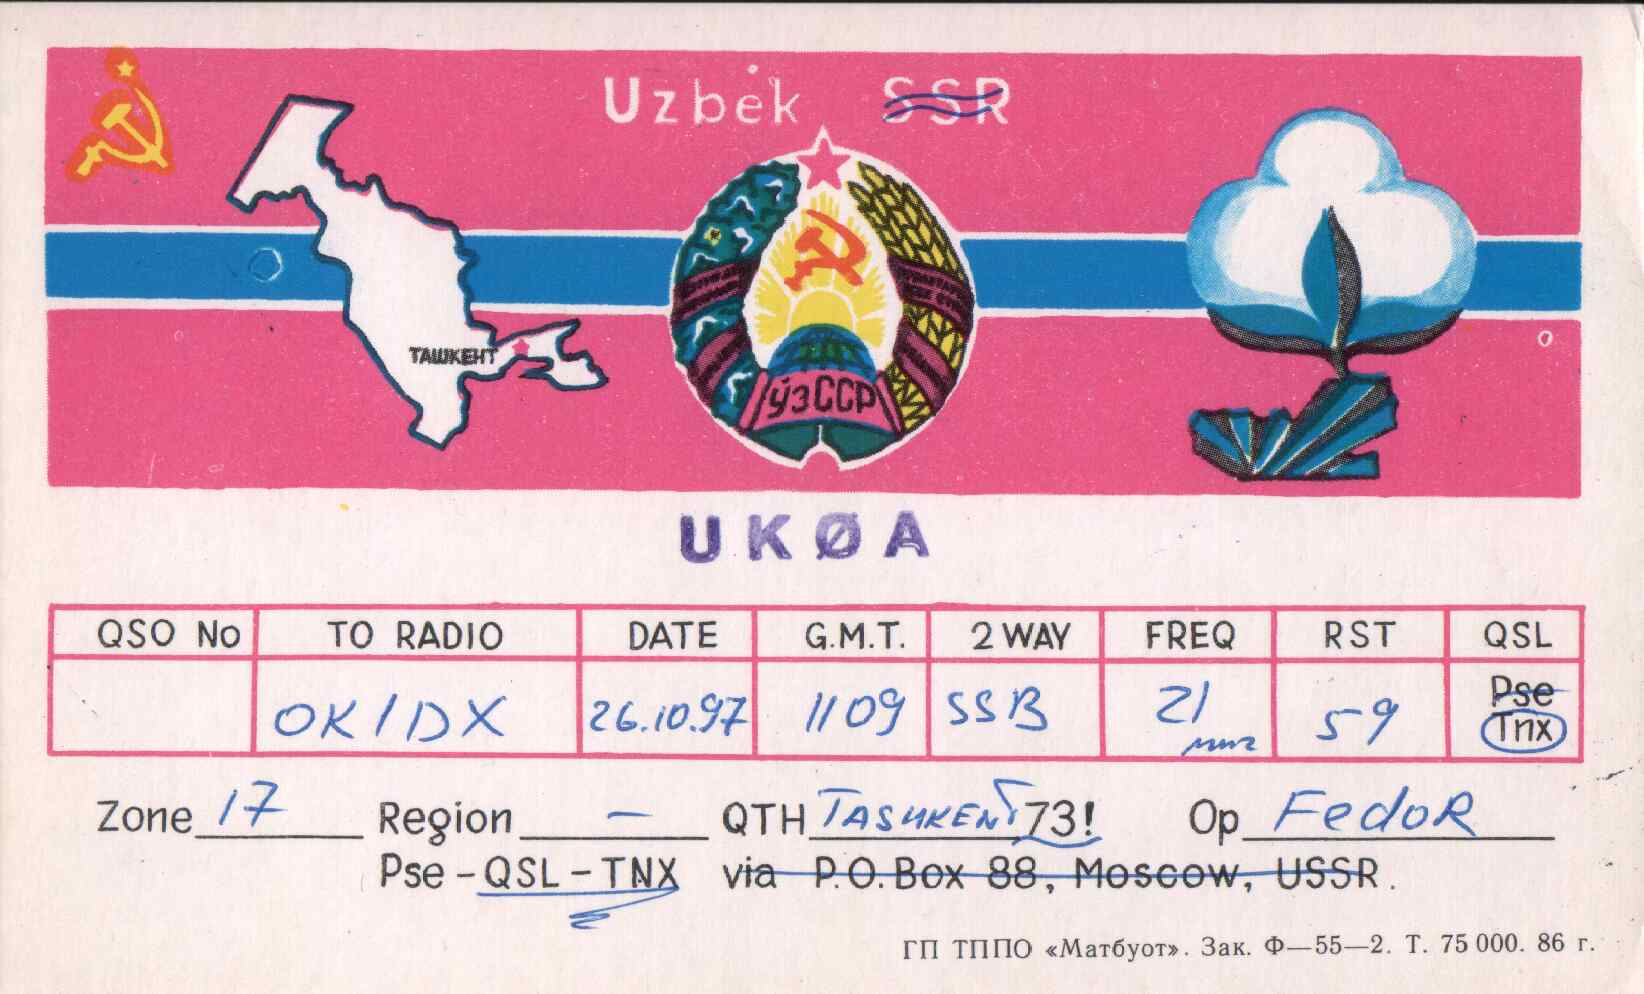 Uzbek SSR
ТАШКЕНТ
ЎзССР
UKØA
QSO No TO RADIO DATE G.M.T. 2 WAY FREQ RST QSL
OK1DX 26.10.97 1109 SSB 21 59 Pse
Tnx
Zone 17 Region — QTH TASHKENT 73! Op FedoR
Pse – QSL – TNX via P.O. Box 88, Moscow, USSR.
ГП ТППО «Матбуот». Зак. Ф—55—2. Т. 75 000. 86 г.